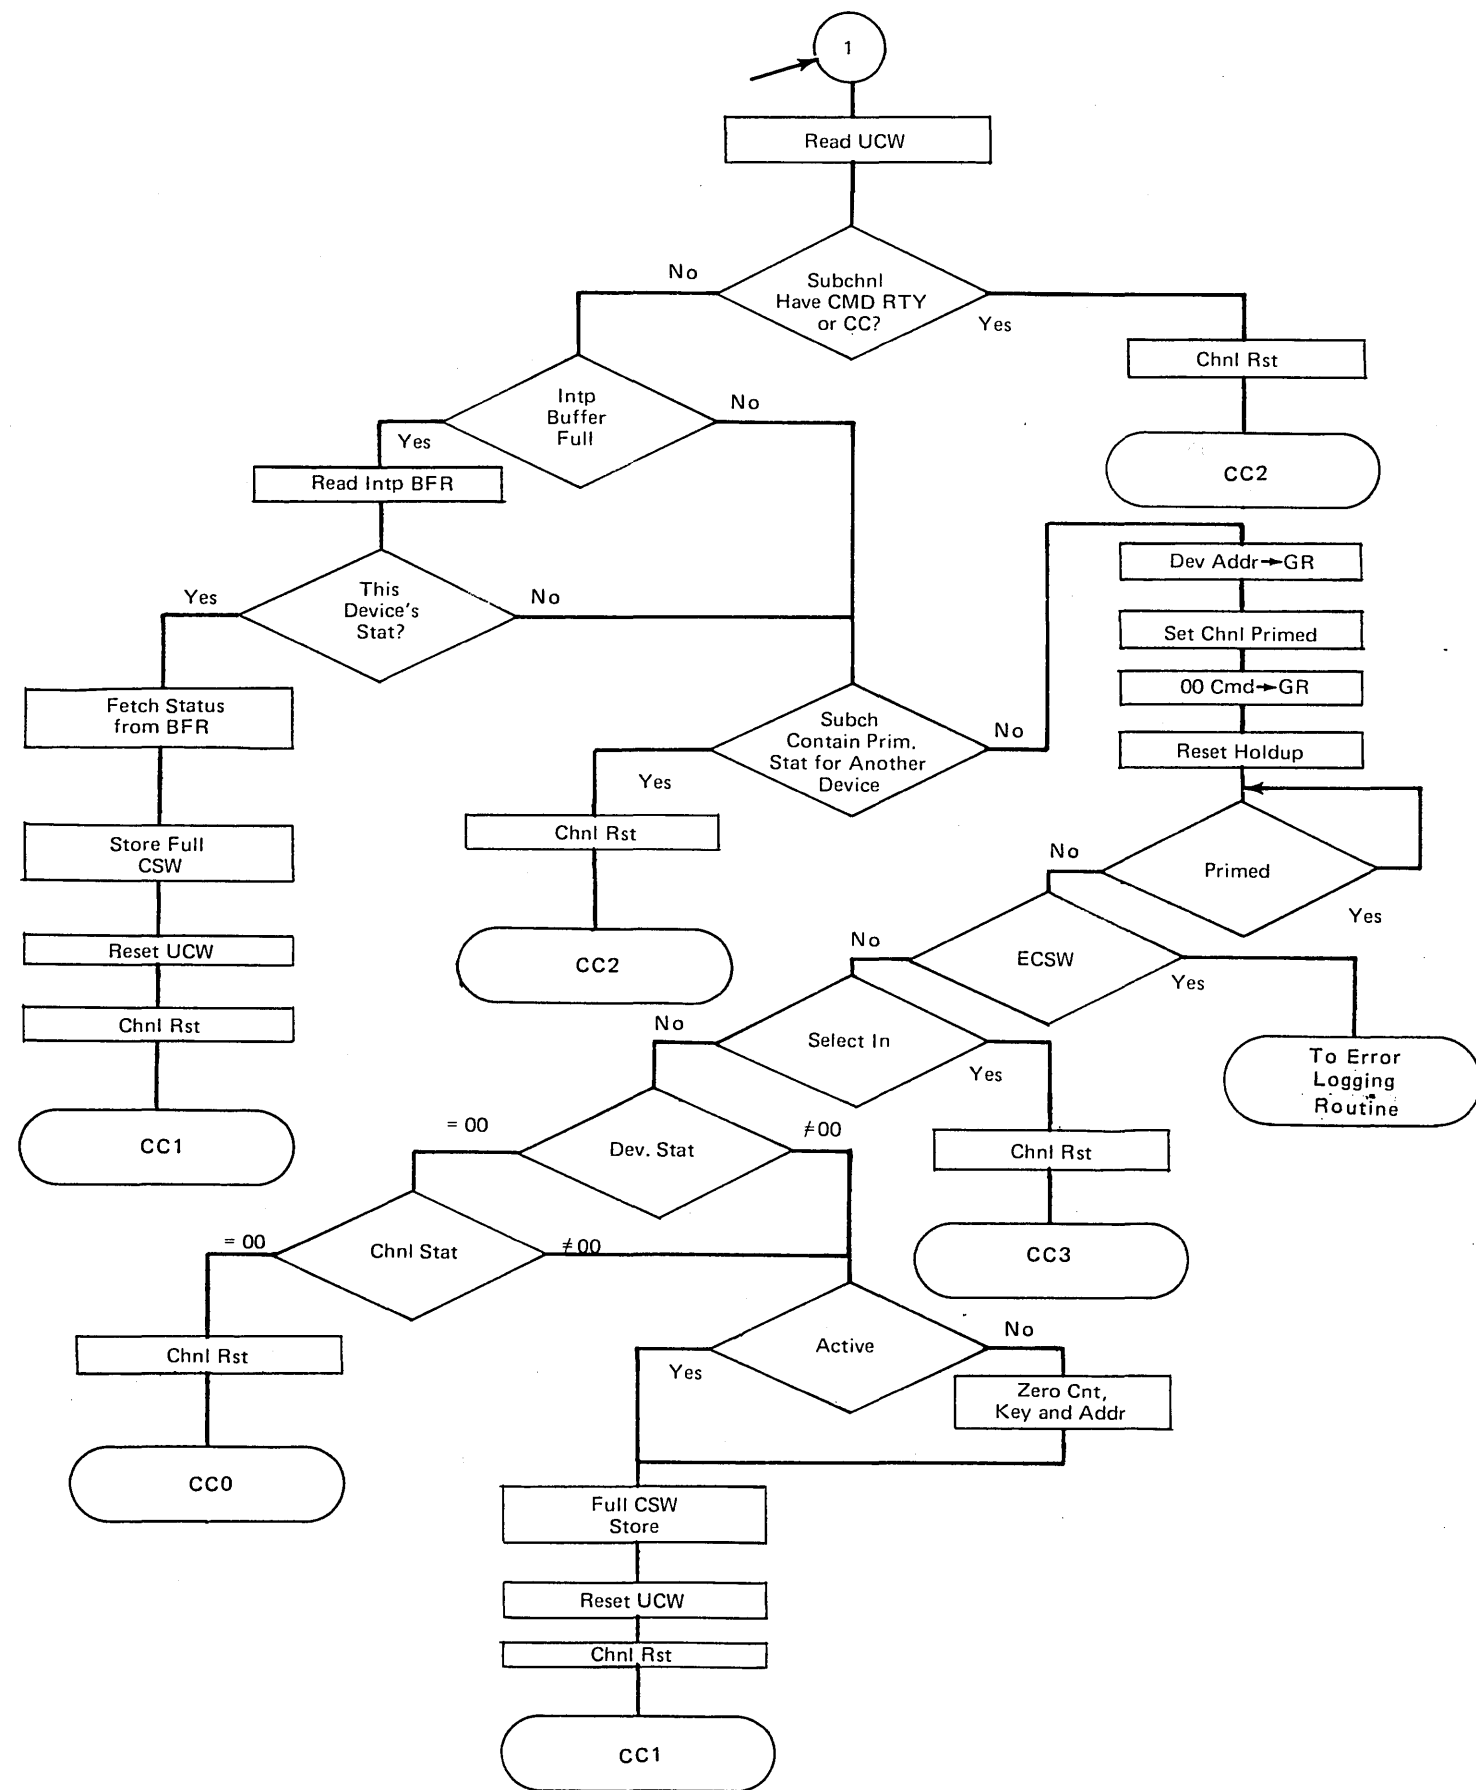 1
Read UCW
No
Subchnl
Have CMD RTY
or CC?
Yes
Chnl Rst
CC2
Intp
Buffer
Full
No
Yes
Read Intp BFR
This
Device's
Stat?
Yes
No
Dev Addr→GR
Set Chnl Primed
00 Cmd→GR
Reset Holdup
Fetch Status
from BFR
Subch
Contain Prim.
Stat for Another
Device
No
Yes
Chnl Rst
CC2
Store Full
CSW
Reset UCW
Chnl Rst
CC1
No
Primed
Yes
No
ECSW
Yes
To Error
Logging
Routine
No
Select In
Yes
Chnl Rst
CC3
= 00
Dev. Stat
≠00
= 00
Chnl Stat
≠00
Chnl Rst
CC0
Active
No
Yes
Zero Cnt,
Key and Addr
Full CSW
Store
Reset UCW
Chnl Rst
CC1